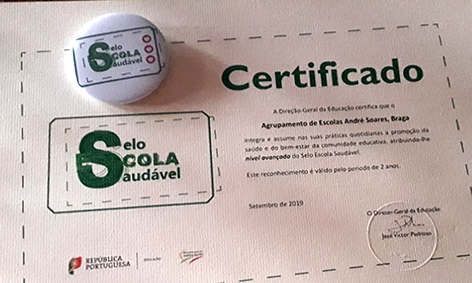 Selo
ESCOLA
Saudável
Certificado
A Direção-Geral da Educação certifica que o
Agrupamento de Escolas André Soares, Braga
integra e assume nas suas práticas quotidianas a promoção da
saúde e do bem-estar da comunidade educativa, atribuindo-lhe
nível avançado do Selo Escola Saudável.
Este reconhecimento é válido pelo período de 2 anos.
Selo
ESCOLA
Saudável
Setembro de 2019
O Diretor-Geral da Educação
José Victor Pedroso
REPÚBLICA
PORTUGUESA
EDUCAÇÃO